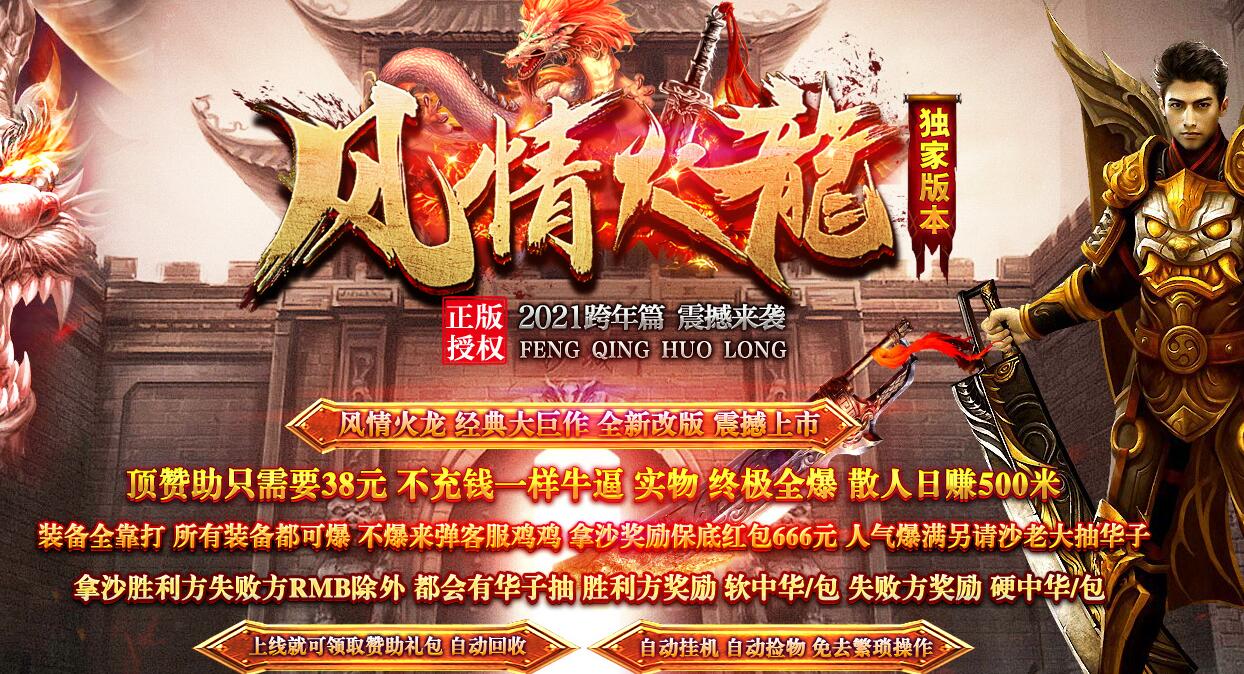 风情火龍
独家版本
正版授权
2021跨年篇 震撼来袭
FENG QING HUO LONG
风情火龙 经典大巨作 全新改版 震撼上市
顶赞助只需要38元 不充钱一样牛逼 实物 终极全爆 散人日赚500米
装备全靠打 所有装备都可爆 不爆来弹客服鸡鸡 拿沙奖励保底红包666元 人气爆满另请沙老大抽华子
拿沙胜利方失败方RMB除外 都会有华子抽 胜利方奖励 软中华/包 失败方奖励 硬中华/包
上线就可领取赞助礼包 自动回收
自动挂机 自动捡物 免去繁琐操作